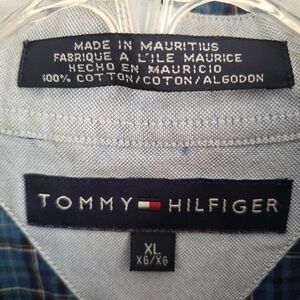 MADE IN MAURITIUS
FABRIQUE A L'ILE MAURICE
HECHO EN MAURICIO
100% COTTON/COTON/ALGODON
TOMMY HILFIGER
XL
XG/XG